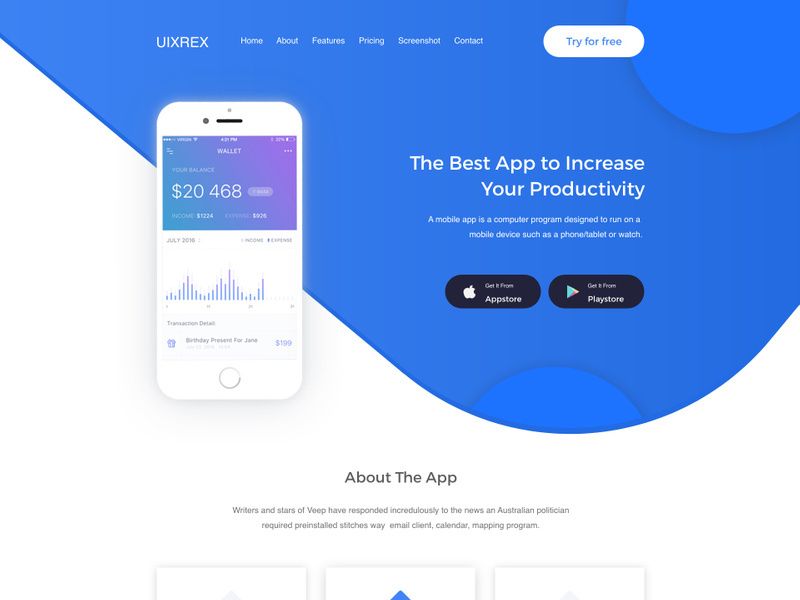 UIXREX
Home About Features Pricing Screenshot Contact
Try for free
VIRGIN 4:21 PM
WALLET
YOUR BALANCE
$20 468
INCOME: $1224 EXPENSE: $926
JULY 2016 INCOME EXPENSE
Transaction Detail
Birthday Present For Jane
$199
The Best App to Increase
Your Productivity
A mobile app is a computer program designed to run on a
mobile device such as a phone/tablet or watch.
Get It From
Appstore
Get It From
Playstore
About The App
Writers and stars of Veep have responded incredulously to the news an Australian politician
required preinstalled stitches way email client, calendar, mapping program.